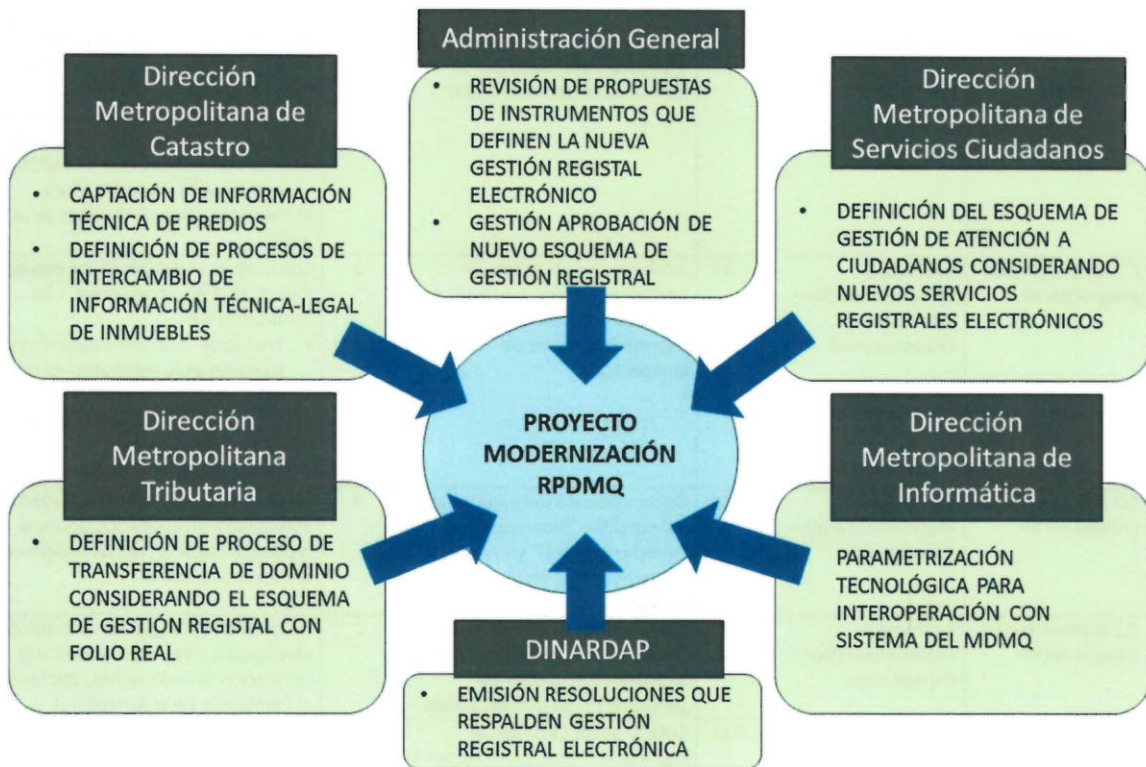 Administración General
• REVISIÓN DE PROPUESTAS
DE INSTRUMENTOS QUE
DEFINEN LA NUEVA
GESTIÓN REGISTAL
ELECTRÓNICO
• GESTIÓN APROBACIÓN DE
NUEVO ESQUEMA DE
GESTIÓN REGISTRAL
Dirección
Metropolitana de
Catastro
• CAPTACIÓN DE INFORMACIÓN
TÉCNICA DE PREDIOS
• DEFINICIÓN DE PROCESOS DE
INTERCAMBIO DE
INFORMACIÓN TÉCNICA-LEGAL
DE INMUEBLES
Dirección
Metropolitana de
Servicios Ciudadanos
• DEFINICIÓN DEL ESQUEMA DE
GESTIÓN DE ATENCIÓN A
CIUDADANOS CONSIDERANDO
NUEVOS SERVICIOS
REGISTRALES ELECTRÓNICOS
PROYECTO
MODERNIZACIÓN
RPDMQ
Dirección
Metropolitana
Tributaria
• DEFINICIÓN DE PROCESO DE
TRANSFERENCIA DE DOMINIO
CONSIDERANDO EL ESQUEMA
DE GESTIÓN REGISTAL CON
FOLIO REAL
Dirección
Metropolitana de
Informática
PARAMETRIZACIÓN
TECNOLÓGICA PARA
INTEROPERACIÓN CON
SISTEMA DEL MDMQ
DINARDAP
• EMISIÓN RESOLUCIONES QUE
RESPALDEN GESTIÓN
REGISTRAL ELECTRÓNICA